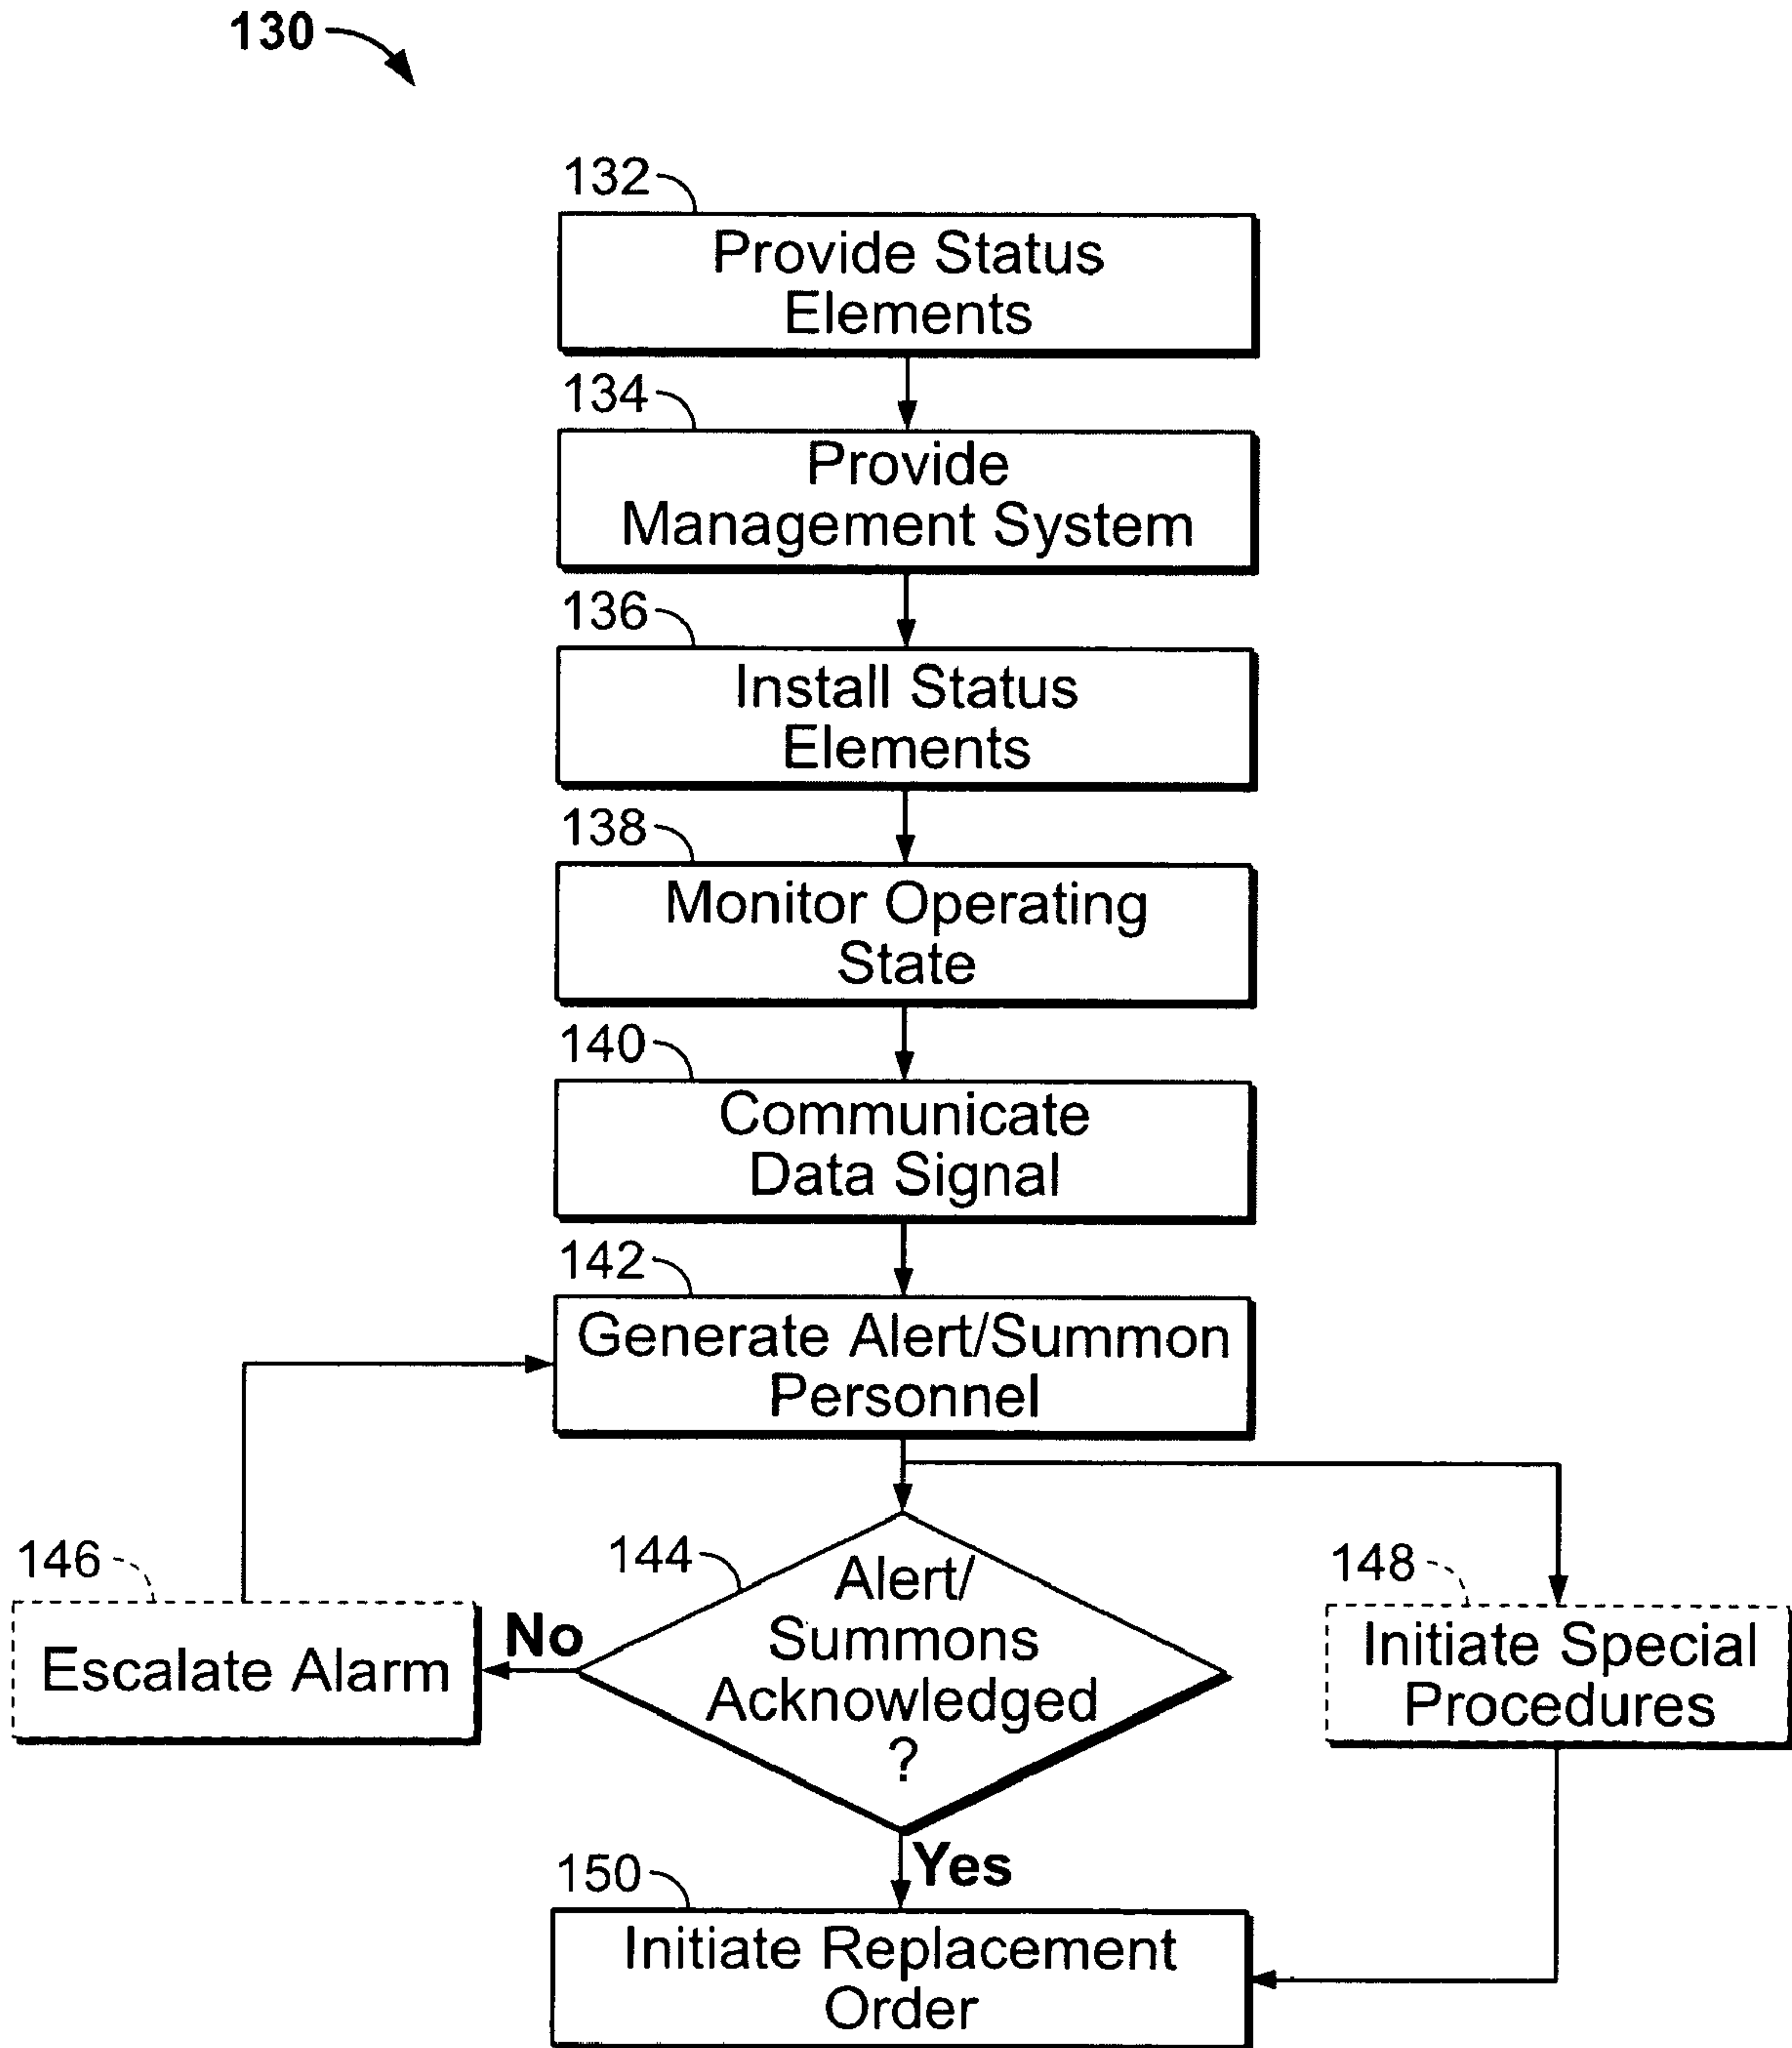 130
132
Provide Status
Elements
134
Provide
Management System
136
Install Status
Elements
138
Monitor Operating
State
140
Communicate
Data Signal
142
Generate Alert/Summon
Personnel
146
Escalate Alarm
No
144
Alert/
Summons
Acknowledged
?
148
Initiate Special
Procedures
Yes
150
Initiate Replacement
Order